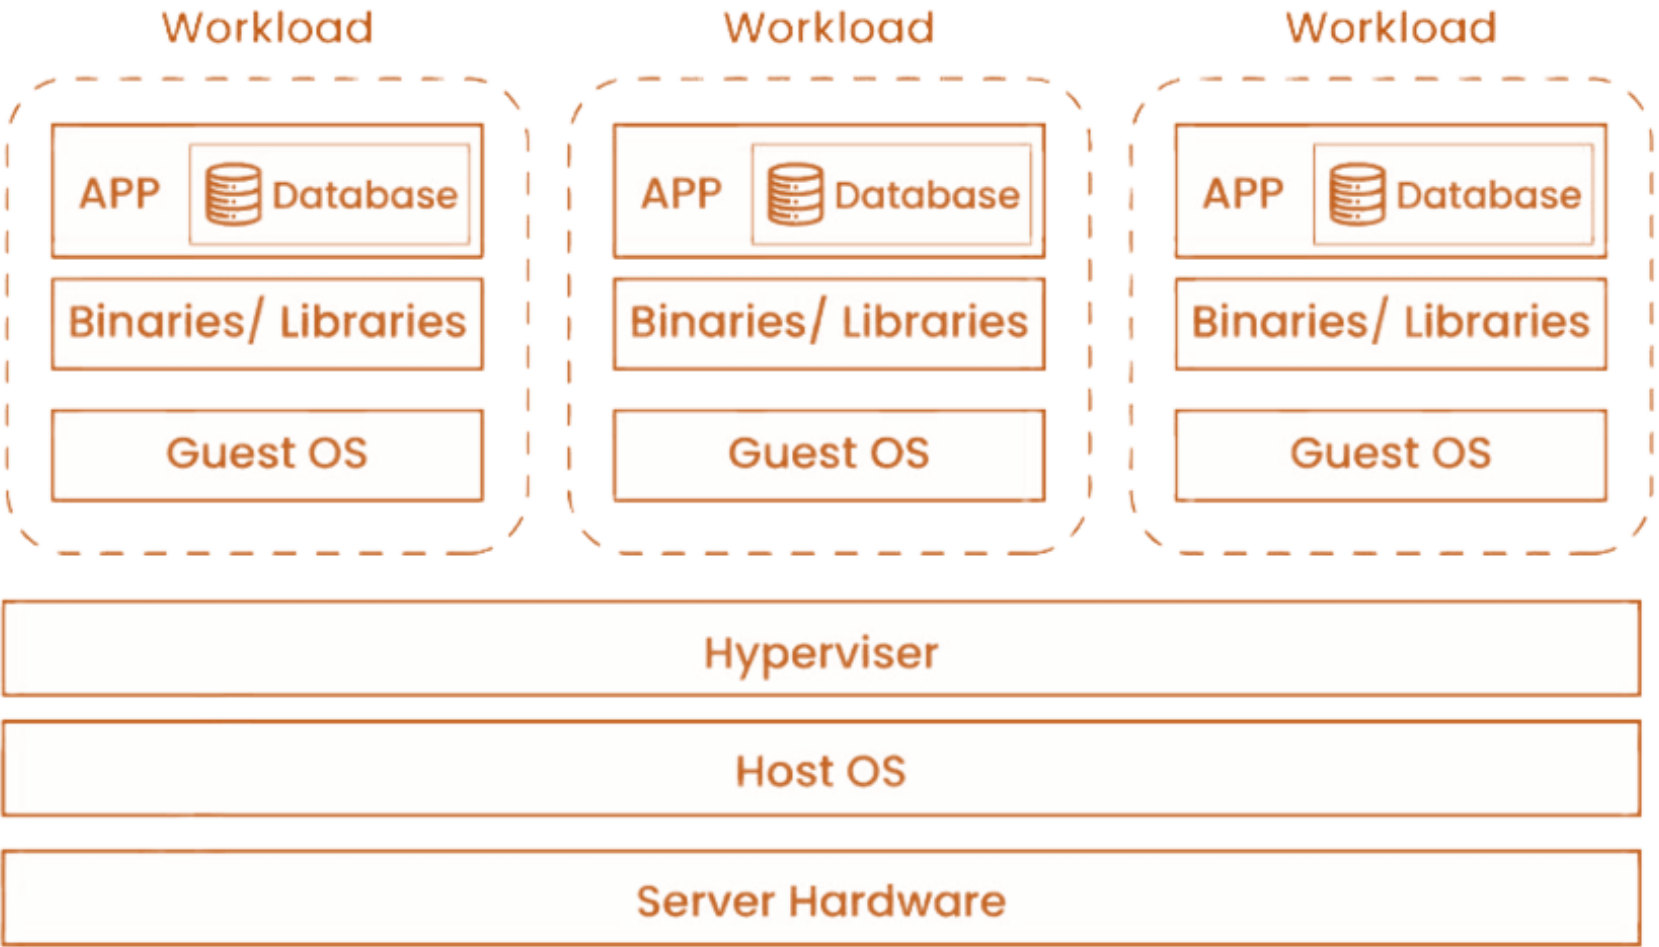 Workload Workload Workload
APP Database APP Database APP Database
Binaries/ Libraries Binaries/ Libraries Binaries/ Libraries
Guest OS Guest OS Guest OS
Hyperviser
Host OS
Server Hardware